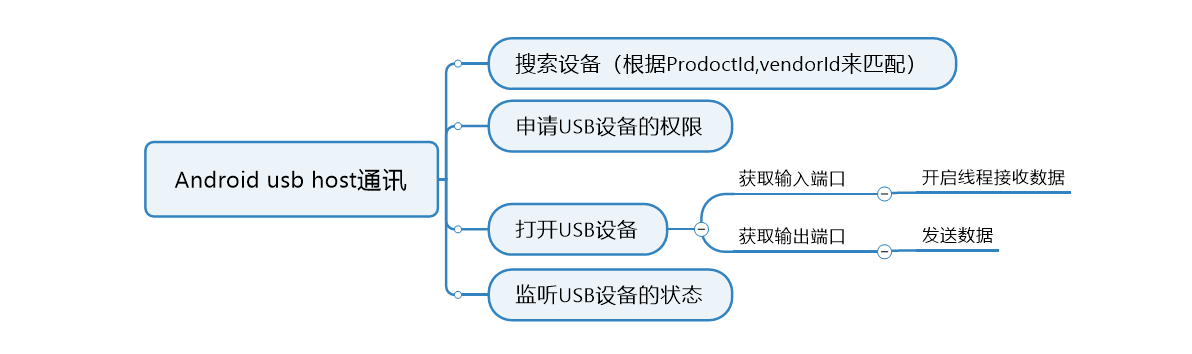 Android usb host通讯
搜索设备（根据ProdoctId,vendorId来匹配）
申请USB设备的权限
打开USB设备
获取输入端口
开启线程接收数据
获取输出端口
发送数据
监听USB设备的状态